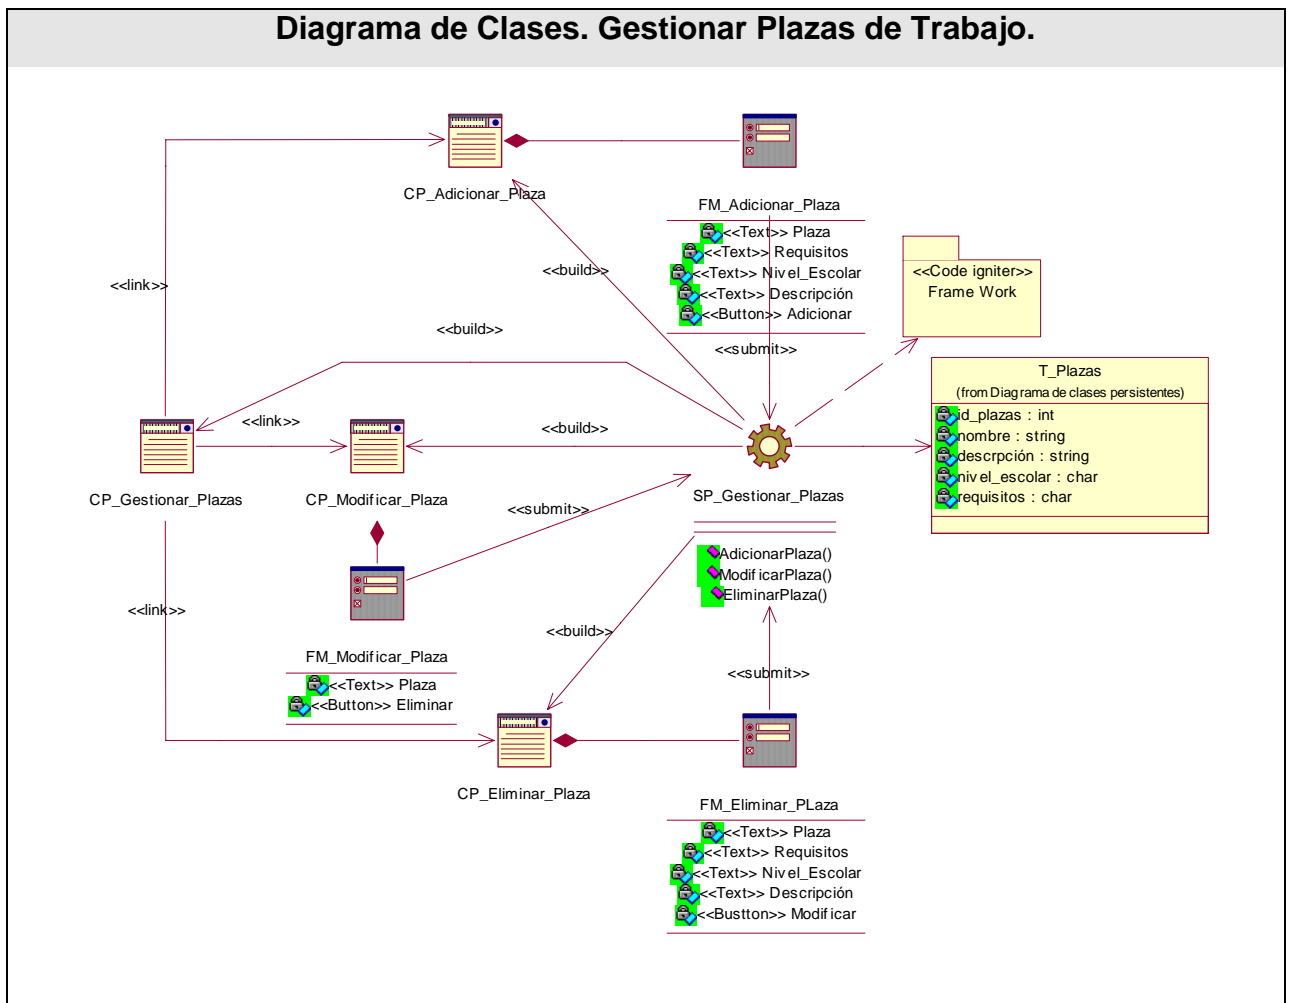 Diagrama de Clases. Gestionar Plazas de Trabajo.
CP_Adicionar_Plaza
FM_Adicionar_Plaza
<<Text>> Plaza
<<Text>> Requisitos
<<Text>> Nivel_Escolar
<<Text>> Descripción
<<Button>> Adicionar
<<Code igniter>>
Frame Work
<<link>>
<<build>>
<<build>>
<<submit>>
T_Plazas
(from Diagrama de clases persistentes)
id_plazas : int
nombre : string
descrpción : string
nivel_escolar : char
requisitos : char
<<link>>
<<build>>
CP_Gestionar_Plazas
CP_Modificar_Plaza
SP_Gestionar_Plazas
<<submit>>
AdicionarPlaza()
ModificarPlaza()
EliminarPlaza()
<<link>>
<<build>>
FM_Modificar_Plaza
<<Text>> Plaza
<<Button>> Eliminar
<<submit>>
CP_Eliminar_Plaza
FM_Eliminar_PLaza
<<Text>> Plaza
<<Text>> Requisitos
<<Text>> Nivel_Escolar
<<Text>> Descripción
<<Bustton>> Modificar